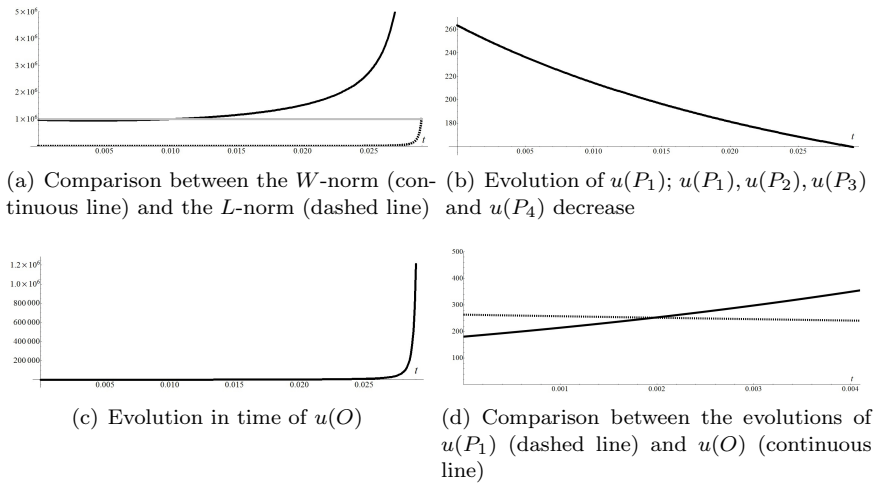 5×10⁶
4×10⁶
3×10⁶
2×10⁶
1×10⁶
0.005 0.010 0.015 0.020 0.025 t
260
240
220
200
180
0.005 0.010 0.015 0.020 0.025 t
(a) Comparison between the W-norm (con-
tinuous line) and the L-norm (dashed line)
(b) Evolution of u(P₁); u(P₁), u(P₂), u(P₃)
and u(P₄) decrease
1.2×10⁶
1.0×10⁶
800 000
600 000
400 000
200 000
0.005 0.010 0.015 0.020 0.025 t
500
400
300
200
100
0.001 0.002 0.003 0.004 t
(c) Evolution in time of u(O)
(d) Comparison between the evolutions of
u(P₁) (dashed line) and u(O) (continuous
line)